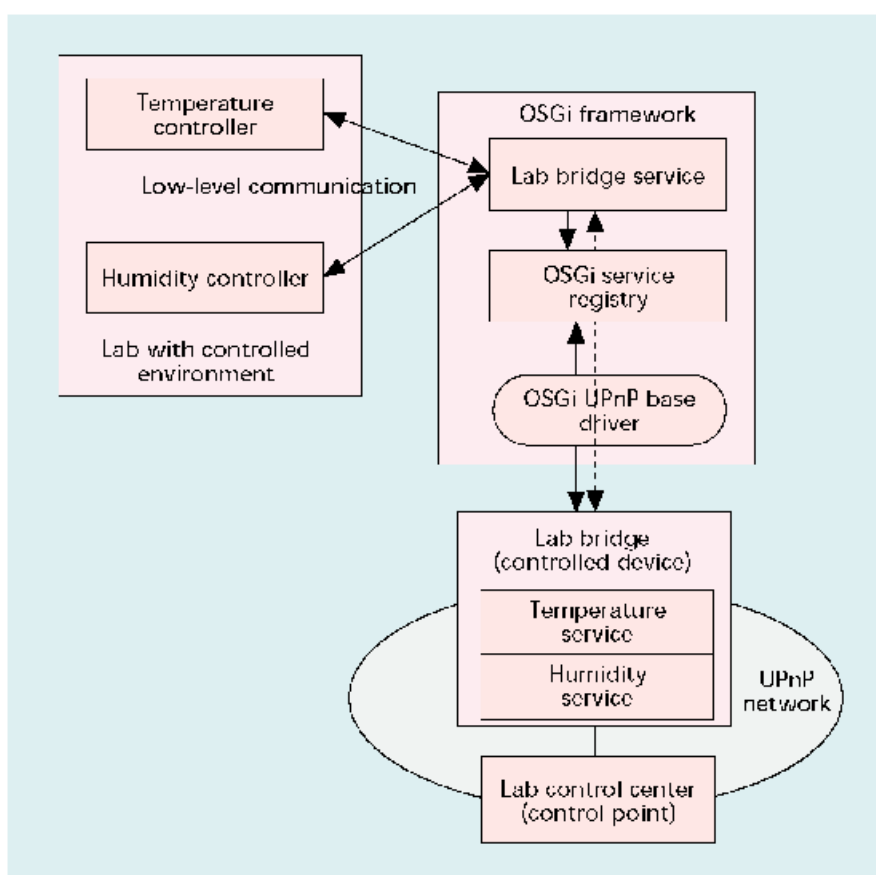 Temperature
controller
Low-level communication
Humidity controller
Lab with controlled
environment
OSGi framework
Lab bridge service
OSGi service
registry
OSGi UPnP base
driver
Lab bridge
(controlled device)
Temperature
service
Humidity
service
UPnP
network
Lab control center
(control point)